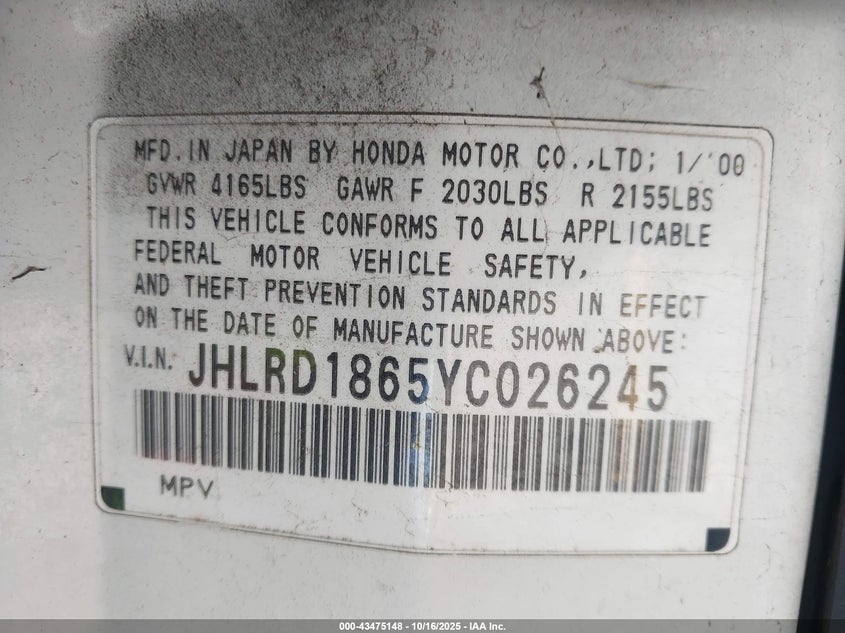 MFD. IN JAPAN BY HONDA MOTOR CO.,LTD; 1/'00
GVWR 4165LBS GAWR F 2030LBS R 2155LBS
THIS VEHICLE CONFORMS TO ALL APPLICABLE
FEDERAL MOTOR VEHICLE SAFETY,
AND THEFT PREVENTION STANDARDS IN EFFECT
ON THE DATE OF MANUFACTURE SHOWN ABOVE:
V.I.N. JHLRD1865YC026245
MPV
000-43475148 - 10/16/2025 - IAA Inc.